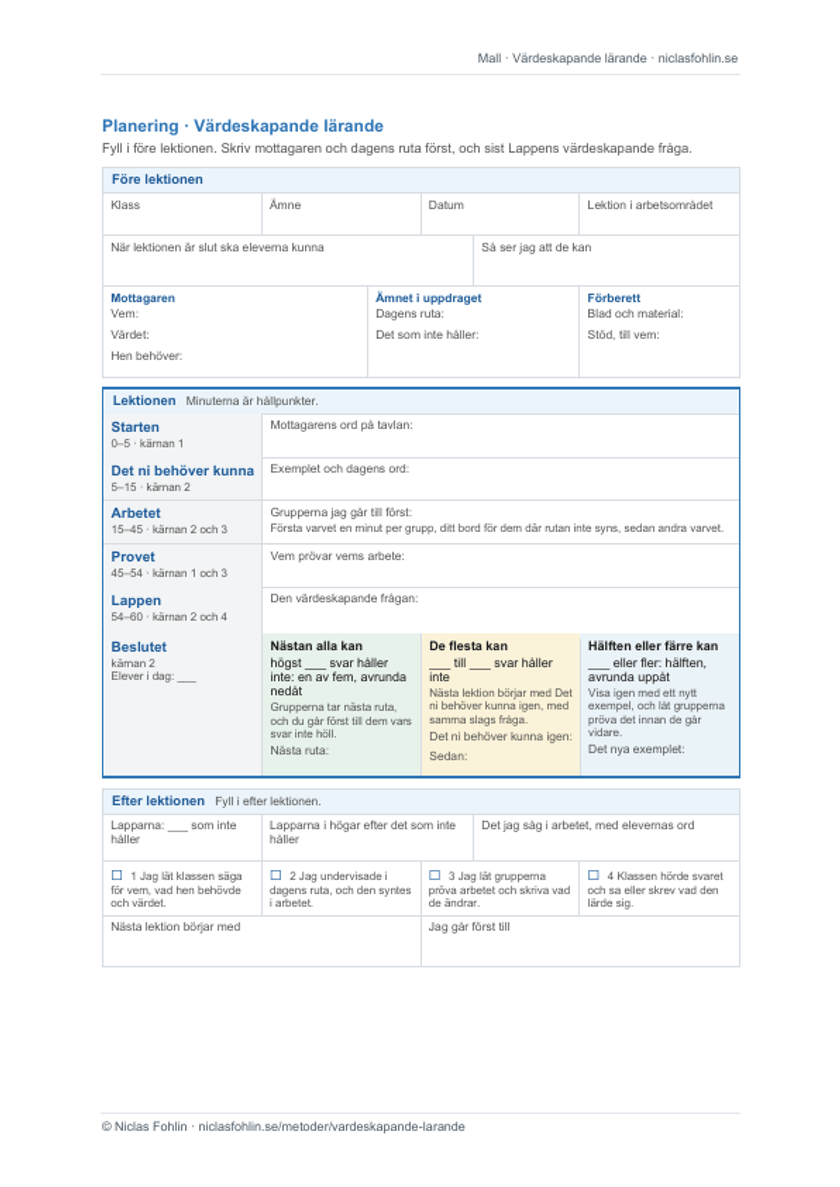 Mall · Värdeskapande lärande · niclasfohlin.se
Planering · Värdeskapande lärande
Fyll i före lektionen. Skriv mottagaren och dagens ruta först, och sist Lappens värdeskapande fråga.
Före lektionen
Klass
Ämne
Datum
Lektion i arbetsområdet
När lektionen är slut ska eleverna kunna
Så ser jag att de kan
Mottagaren
Vem:
Värdet:
Hen behöver:
Ämnet i uppdraget
Dagens ruta:
Det som inte håller:
Förberett
Blad och material:
Stöd, till vem:
Lektionen Minuterna är hållpunkter.
Starten
0–5 · kärnan 1
Mottagarens ord på tavlan:
Det ni behöver kunna
5–15 · kärnan 2
Exemplet och dagens ord:
Arbetet
15–45 · kärnan 2 och 3
Grupperna jag går till först:
Första varvet en minut per grupp, ditt bord för dem där rutan inte syns, sedan andra varvet.
Provet
45–54 · kärnan 1 och 3
Vem prövar vems arbete:
Lappen
54–60 · kärnan 2 och 4
Den värdeskapande frågan:
Beslutet
kärnan 2
Elever i dag: ___
Nästan alla kan
högst ___ svar håller
inte: en av fem, avrunda
nedåt
Grupperna tar nästa ruta,
och du går först till dem vars
svar inte höll.
Nästa ruta:
De flesta kan
___ till ___ svar håller
inte
Nästa lektion börjar med Det
ni behöver kunna igen, med
samma slags fråga.
Det ni behöver kunna igen:
Sedan:
Hälften eller färre kan
___ eller fler: hälften,
avrunda uppåt
Visa igen med ett nytt
exempel, och låt grupperna
pröva det innan de går
vidare.
Det nya exemplet:
Efter lektionen Fyll i efter lektionen.
Lapparna: ___ som inte
håller
Lapparna i högar efter det som inte
håller
Det jag såg i arbetet, med elevernas ord
☐ 1 Jag lät klassen säga
för vem, vad hen behövde
och värdet.
☐ 2 Jag undervisade i
dagens ruta, och den syntes
i arbetet.
☐ 3 Jag lät grupperna
pröva arbetet och skriva vad
de ändrar.
☐ 4 Klassen hörde svaret
och sa eller skrev vad den
lärde sig.
Nästa lektion börjar med
Jag går först till
© Niclas Fohlin · niclasfohlin.se/metoder/vardeskapande-larande